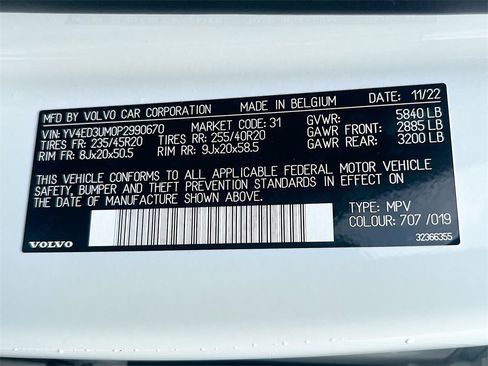 MFD BY VOLVO CAR CORPORATION MADE IN BELGIUM DATE: 11/22
VIN: YV4ED3UM0P2990670 MARKET CODE: 31 GVWR: 5840 LB
TIRES FR: 235/45R20 TIRES RR: 255/40R20 GAWR FRONT: 2885 LB
RIM FR: 8Jx20x50.5 RIM RR: 9Jx20x58.5 GAWR REAR: 3200 LB
THIS VEHICLE CONFORMS TO ALL APPLICABLE FEDERAL MOTOR VEHICLE
SAFETY, BUMPER AND THEFT PREVENTION STANDARDS IN EFFECT ON
THE DATE OF MANUFACTURE SHOWN ABOVE.
TYPE: MPV
COLOUR: 707 /019
VOLVO 32366355